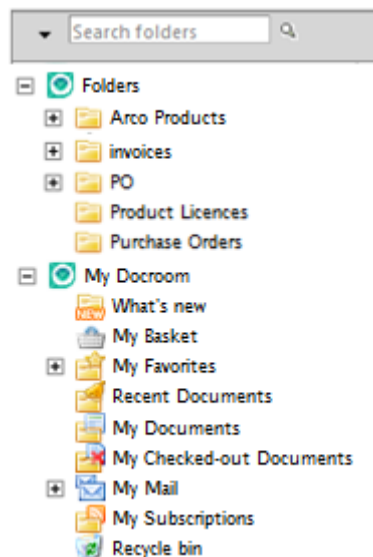 Search folders
Folders
Arco Products
invoices
PO
Product Licences
Purchase Orders
My Docroom
What's new
NEW
My Basket
My Favorites
Recent Documents
My Documents
My Checked-out Documents
My Mail
My Subscriptions
Recycle bin